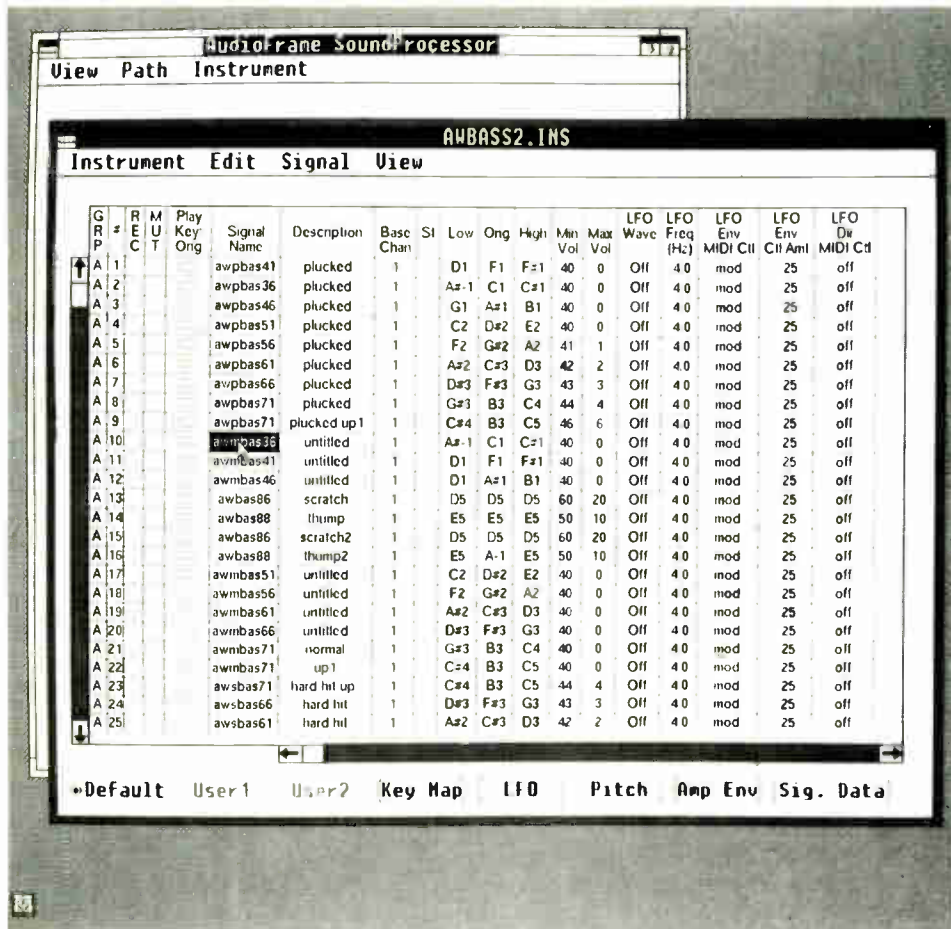 AudioFrame SoundProcessor
View Path Instrument
AWBASS2.INS
Instrument Edit Signal View
GRP # REC MUT Play Key Orig Signal Name Description Base Chan St Low Orig High Min Vol Max Vol LFO Wave LFO Freq (Hz) LFO Env MIDI Ctl LFO Env Ctl Amt LFO Dir MIDI Ctl
A 1 awpbas41 plucked 1 D1 F1 F#1 40 0 Off 4.0 mod 25 off
A 2 awpbas36 plucked 1 A#-1 C1 C#1 40 0 Off 4.0 mod 25 off
A 3 awpbas46 plucked 1 G1 A#1 B1 40 0 Off 4.0 mod 25 off
A 4 awpbas51 plucked 1 C2 D#2 E2 40 0 Off 4.0 mod 25 off
A 5 awpbas56 plucked 1 F2 G#2 A2 41 1 Off 4.0 mod 25 off
A 6 awpbas61 plucked 1 A#2 C#3 D3 42 2 Off 4.0 mod 25 off
A 7 awpbas66 plucked 1 D#3 F#3 G3 43 3 Off 4.0 mod 25 off
A 8 awpbas71 plucked 1 G#3 B3 C4 44 4 Off 4.0 mod 25 off
A 9 awpbas71 plucked up1 1 C#4 B3 C5 46 6 Off 4.0 mod 25 off
A 10 awmbas36 untitled 1 A#-1 C1 C#1 40 0 Off 4.0 mod 25 off
A 11 awmbas41 untitled 1 D1 F1 F#1 40 0 Off 4.0 mod 25 off
A 12 awmbas46 untitled 1 D1 A#1 B1 40 0 Off 4.0 mod 25 off
A 13 awbas86 scratch 1 D5 D5 D5 60 20 Off 4.0 mod 25 off
A 14 awbas88 thump 1 E5 E5 E5 50 10 Off 4.0 mod 25 off
A 15 awbas86 scratch2 1 D5 D5 D5 60 20 Off 4.0 mod 25 off
A 16 awbas88 thump2 1 E5 A-1 E5 50 10 Off 4.0 mod 25 off
A 17 awmbas51 untitled 1 C2 D#2 E2 40 0 Off 4.0 mod 25 off
A 18 awmbas56 untitled 1 F2 G#2 A2 40 0 Off 4.0 mod 25 off
A 19 awmbas61 untitled 1 A#2 C#3 D3 40 0 Off 4.0 mod 25 off
A 20 awmbas66 untitled 1 D#3 F#3 G3 40 0 Off 4.0 mod 25 off
A 21 awmbas71 normal 1 G#3 B3 C4 40 0 Off 4.0 mod 25 off
A 22 awmbas71 up1 1 C#4 B3 C5 40 0 Off 4.0 mod 25 off
A 23 awsbas71 hard hit up 1 C#4 B3 C5 44 4 Off 4.0 mod 25 off
A 24 awsbas66 hard hit 1 D#3 F#3 G3 43 3 Off 4.0 mod 25 off
A 25 awsbas61 hard hit 1 A#2 C#3 D3 42 2 Off 4.0 mod 25 off
Default User1 User2 Key Map LFO Pitch Amp Env Sig. Data